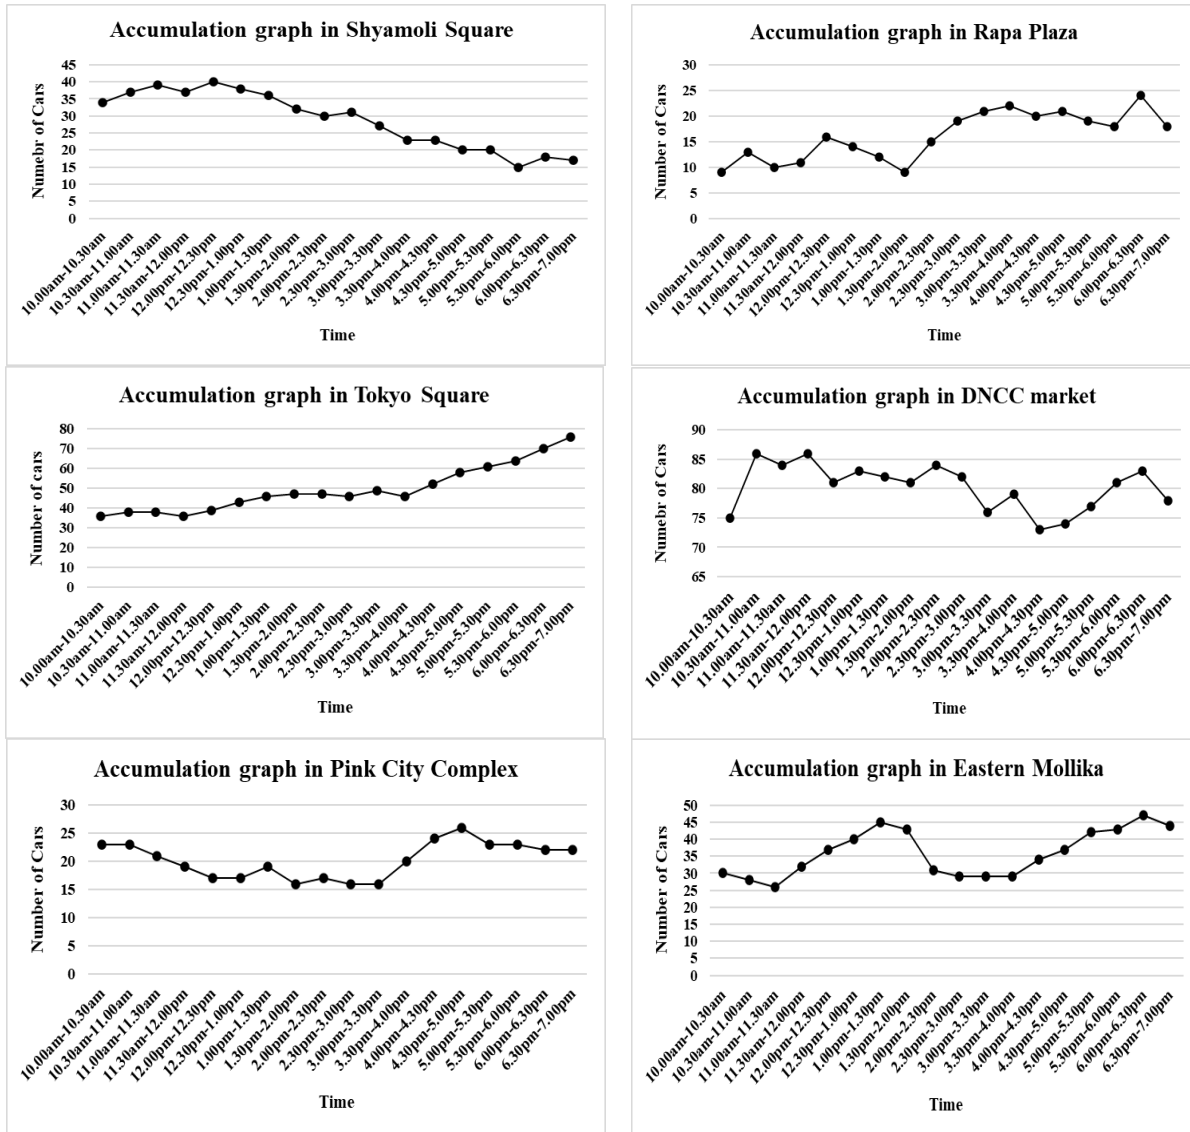 Accumulation graph in Shyamoli Square
Numebr of Cars
45
40
35
30
25
20
15
10
5
0
10.00am-10.30am
10.30am-11.00am
11.00am-11.30am
11.30am-12.00pm
12.00pm-12.30pm
12.30pm-1.00pm
1.00pm-1.30pm
1.30pm-2.00pm
2.00pm-2.30pm
2.30pm-3.00pm
3.00pm-3.30pm
3.30pm-4.00pm
4.00pm-4.30pm
4.30pm-5.00pm
5.00pm-5.30pm
5.30pm-6.00pm
6.00pm-6.30pm
6.30pm-7.00pm
Time
Accumulation graph in Rapa Plaza
Number of Cars
30
25
20
15
10
5
0
10.00am-10.30am
10.30am-11.00am
11.00am-11.30am
11.30am-12.00pm
12.00pm-12.30pm
12.30pm-1.00pm
1.00pm-1.30pm
1.30pm-2.00pm
2.00pm-2.30pm
2.30pm-3.00pm
3.00pm-3.30pm
3.30pm-4.00pm
4.00pm-4.30pm
4.30pm-5.00pm
5.00pm-5.30pm
5.30pm-6.00pm
6.00pm-6.30pm
6.30pm-7.00pm
Time
Accumulation graph in Tokyo Square
Number of cars
80
70
60
50
40
30
20
10
0
10.00am-10.30am
10.30am-11.00am
11.00am-11.30am
11.30am-12.00pm
12.00pm-12.30pm
12.30pm-1.00pm
1.00pm-1.30pm
1.30pm-2.00pm
2.00pm-2.30pm
2.30pm-3.00pm
3.00pm-3.30pm
3.30pm-4.00pm
4.00pm-4.30pm
4.30pm-5.00pm
5.00pm-5.30pm
5.30pm-6.00pm
6.00pm-6.30pm
6.30pm-7.00pm
Time
Accumulation graph in DNCC market
Numebr of Cars
90
85
80
75
70
65
10.00am-10.30am
10.30am-11.00am
11.00am-11.30am
11.30am-12.00pm
12.00pm-12.30pm
12.30pm-1.00pm
1.00pm-1.30pm
1.30pm-2.00pm
2.00pm-2.30pm
2.30pm-3.00pm
3.00pm-3.30pm
3.30pm-4.00pm
4.00pm-4.30pm
4.30pm-5.00pm
5.00pm-5.30pm
5.30pm-6.00pm
6.00pm-6.30pm
6.30pm-7.00pm
Time
Accumulation graph in Pink City Complex
Number of Cars
30
25
20
15
10
5
0
10.00am-10.30am
10.30am-11.00am
11.00am-11.30am
11.30am-12.00pm
12.00pm-12.30pm
12.30pm-1.00pm
1.00pm-1.30pm
1.30pm-2.00pm
2.00pm-2.30pm
2.30pm-3.00pm
3.00pm-3.30pm
3.30pm-4.00pm
4.00pm-4.30pm
4.30pm-5.00pm
5.00pm-5.30pm
5.30pm-6.00pm
6.00pm-6.30pm
6.30pm-7.00pm
Time
Accumulation graph in Eastern Mollika
Number of Cars
50
45
40
35
30
25
20
15
10
5
0
10.00am-10.30am
10.30am-11.00am
11.00am-11.30am
11.30am-12.00pm
12.00pm-12.30pm
12.30pm-1.00pm
1.00pm-1.30pm
1.30pm-2.00pm
2.00pm-2.30pm
2.30pm-3.00pm
3.00pm-3.30pm
3.30pm-4.00pm
4.00pm-4.30pm
4.30pm-5.00pm
5.00pm-5.30pm
5.30pm-6.00pm
6.00pm-6.30pm
6.30pm-7.00pm
Time